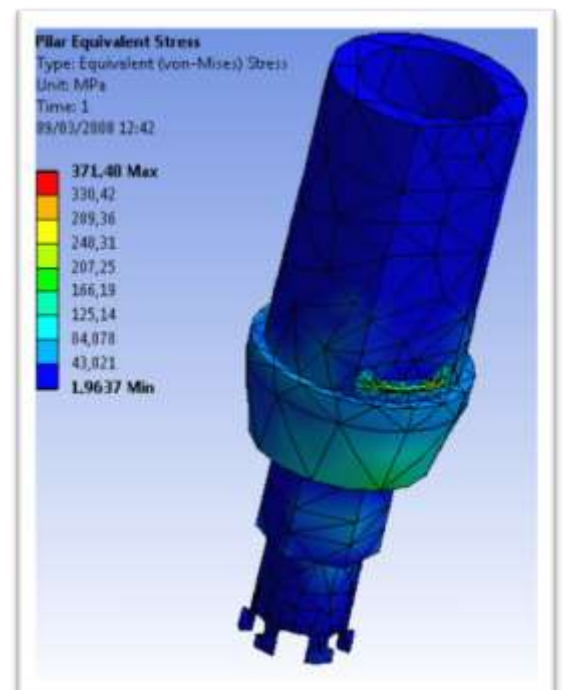 Pilar Equivalent Stress
Type: Equivalent (von-Mises) Stress
Unit: MPa
Time: 1
09/03/2008 12:42
371,40 Max
330,42
289,36
248,31
207,25
166,19
125,14
84,078
43,021
1,9637 Min